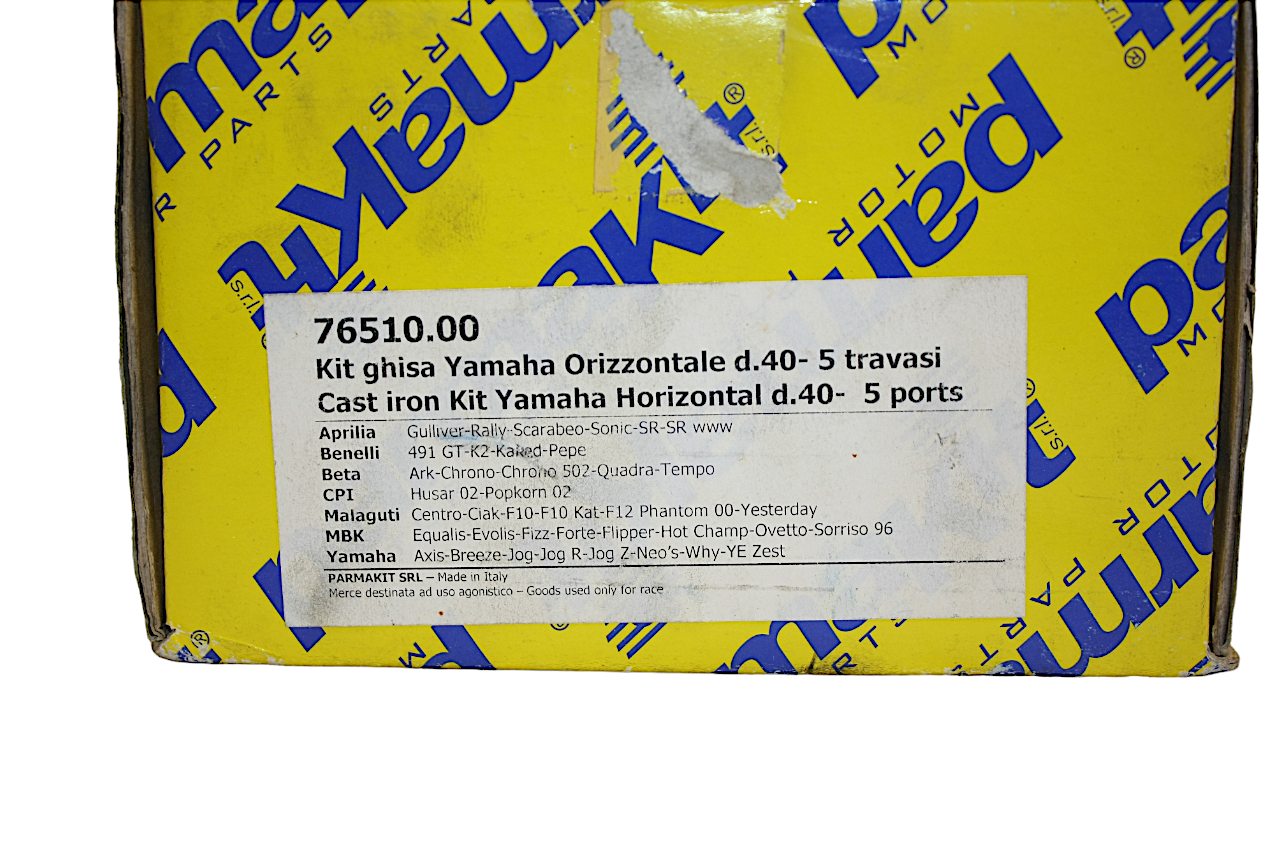 76510.00
Kit ghisa Yamaha Orizzontale d.40- 5 travasi
Cast iron Kit Yamaha Horizontal d.40- 5 ports
Aprilia Gulliver-Rally-Scarabeo-Sonic-SR-SR www
Benelli 491 GT-K2-Kaked-Pepe
Beta Ark-Chrono-Chrono 502-Quadra-Tempo
CPI Husar 02-Popkorn 02
Malaguti Centro-Ciak-F10-F10 Kat-F12 Phantom 00-Yesterday
MBK Equalis-Evolis-Fizz-Forte-Flipper-Hot Champ-Ovetto-Sorriso 96
Yamaha Axis-Breeze-Jog-Jog R-Jog Z-Neo's-Why-YE Zest
PARMAKIT SRL – Made in Italy
Merce destinata ad uso agonistico – Goods used only for race
PARTS
s.r.l.
MOTOR
s.r.l.